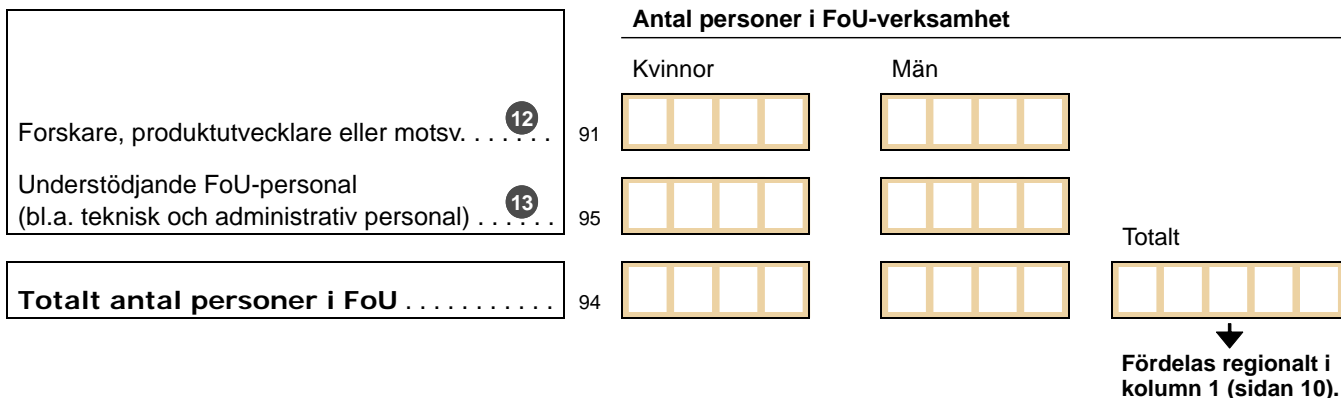 Antal personer i FoU-verksamhet
Kvinnor Män
Forskare, produktutvecklare eller motsv. . . . . . . 12 91
Understödjande FoU-personal
(bl.a. teknisk och administrativ personal) . . . . . . 13 95
Totalt
Totalt antal personer i FoU . . . . . . . . . . . 94
Fördelas regionalt i
kolumn 1 (sidan 10).